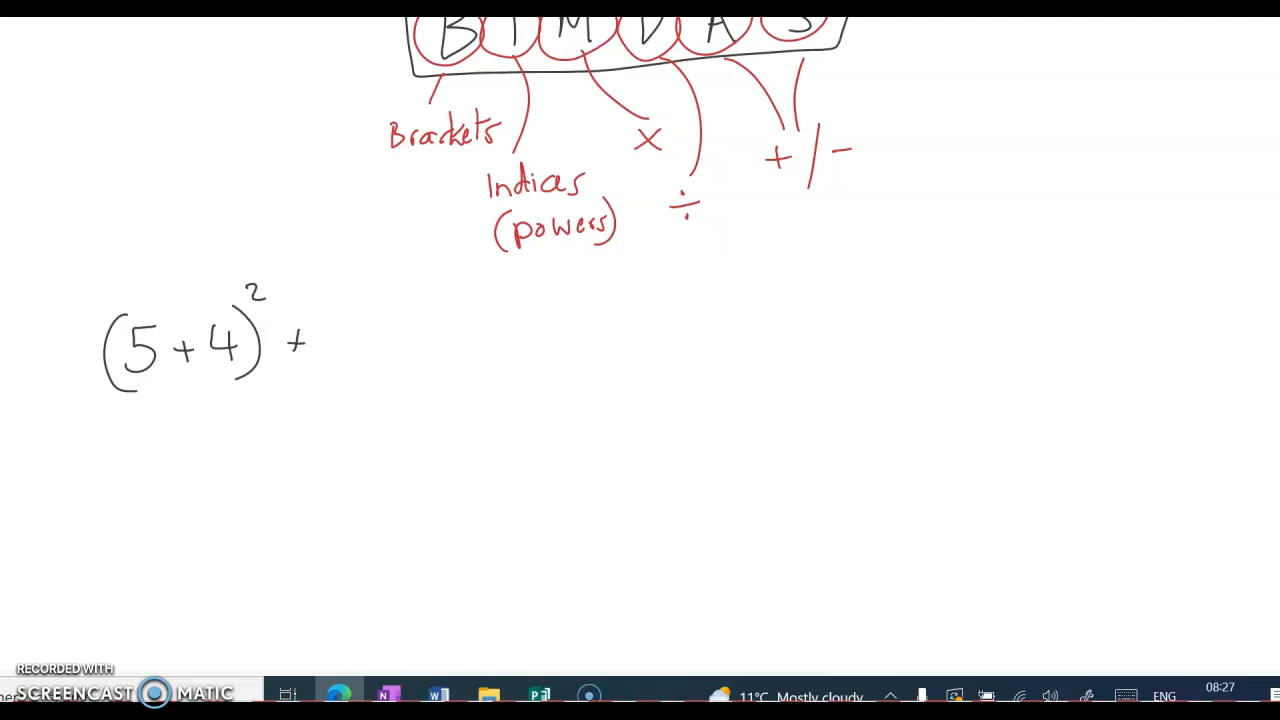 B I M D A S
Brackets
Indices
(powers)
×
÷
+ / -
(5+4)² +
RECORDED WITH
SCREENCAST MATIC
11°C Mostly cloudy
ENG
08:27